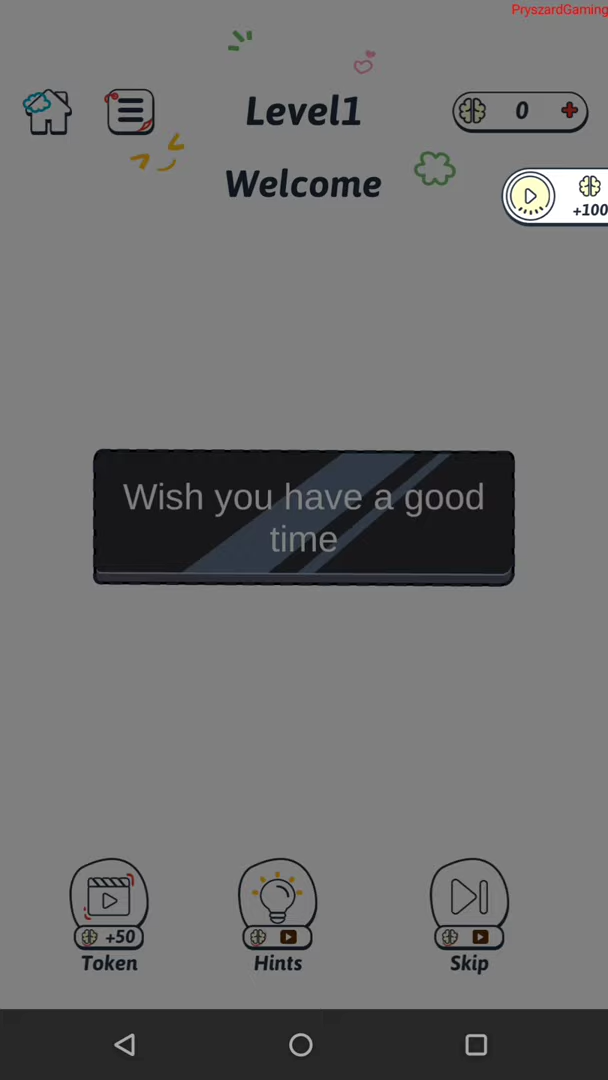 PryszardGaming
Level1
0
Welcome
+100
Wish you have a good
time
+50
Token
Hints
Skip